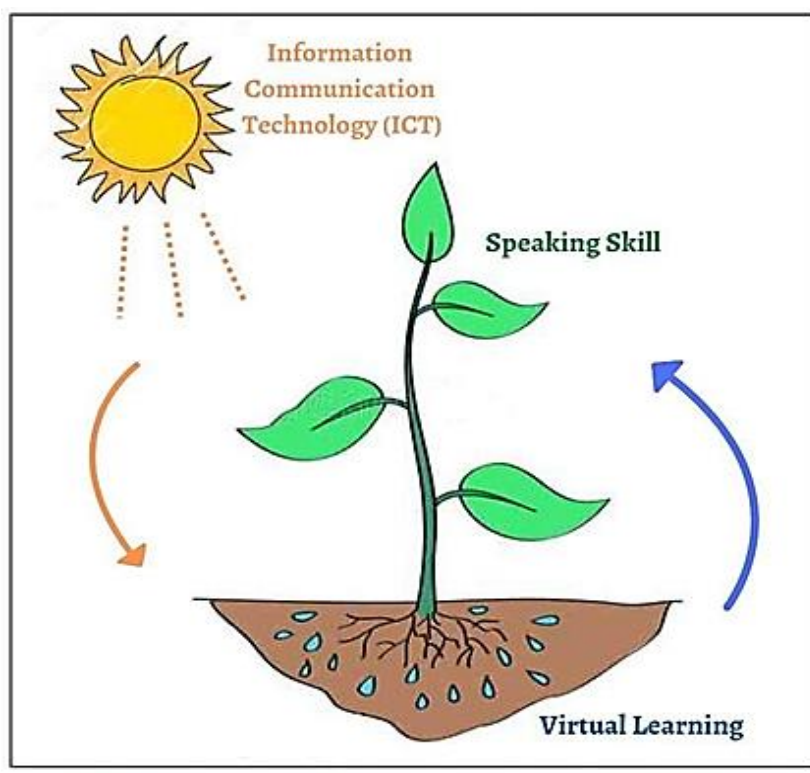 Information
Communication
Technology (ICT)
Speaking Skill
Virtual Learning